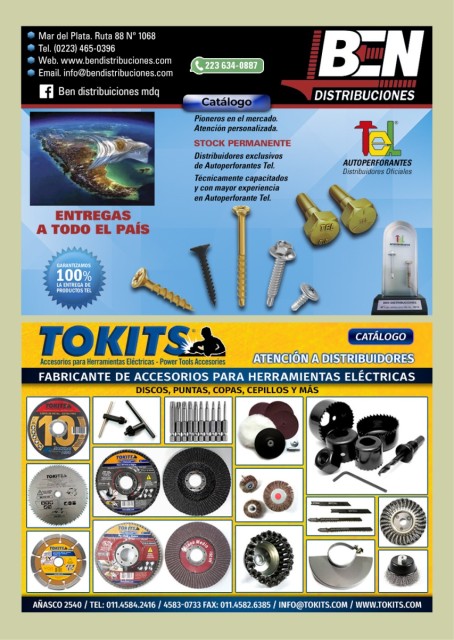 Mar del Plata. Ruta 88 N° 1068
Tel. (0223) 465-0396
Web. www.bendistribuciones.com
Email. info@bendistribuciones.com
Ben distribuiciones mdq
223 634-0887
BEN
DISTRIBUCIONES
Catálogo
Pioneros en el mercado.
Atención personalizada.
STOCK PERMANENTE
Distribuidores exclusivos
de Autoperforantes Tel.
Técnicamente capacitados
y con mayor experiencia
en Autoperforante Tel.
TEL
AUTOPERFORANTES
Distribuidores Oficiales
ENTREGAS
A TODO EL PAÍS
GARANTIZAMOS
100%
LA ENTREGA DE
PRODUCTOS TEL
TOKITS
Accesorios para Herramientas Eléctricas - Power Tools Accesories
CATÁLOGO
ATENCIÓN A DISTRIBUIDORES
FABRICANTE DE ACCESORIOS PARA HERRAMIENTAS ELÉCTRICAS
DISCOS, PUNTAS, COPAS, CEPILLOS Y MÁS
AÑASCO 2540 / TEL: 011.4584.2416 / 4583-0733 FAX: 011.4582.6385 / INFO@TOKITS.COM / WWW.TOKITS.COM